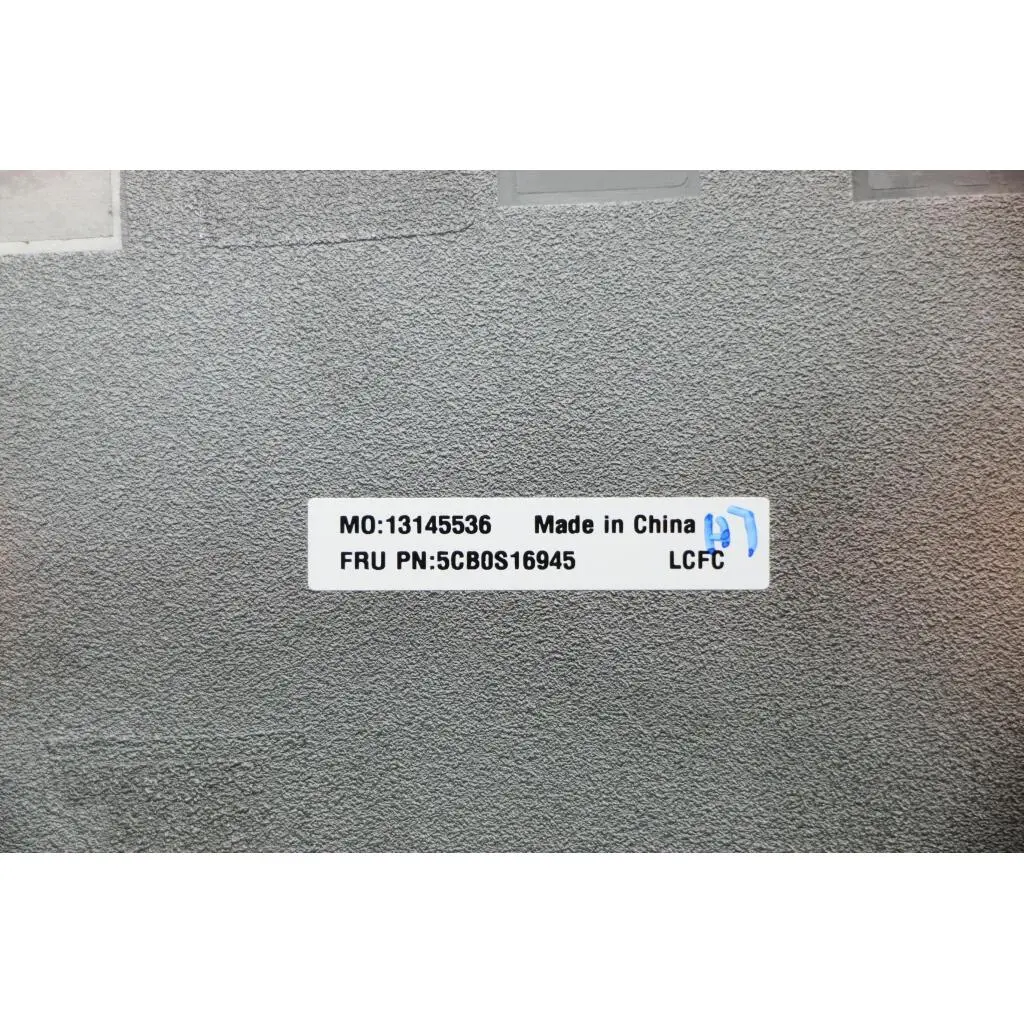 MO:13145536 Made in China
FRU PN:5CB0S16945 LCFC